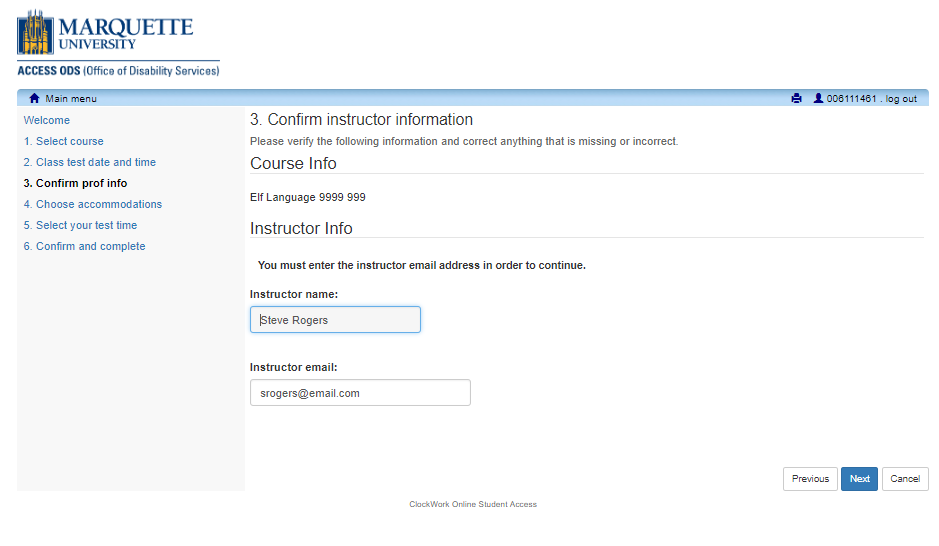 MARQUETTE
UNIVERSITY
ACCESS ODS (Office of Disability Services)
Main menu
006111461 . log out
Welcome
1. Select course
2. Class test date and time
3. Confirm prof info
4. Choose accommodations
5. Select your test time
6. Confirm and complete
3. Confirm instructor information
Please verify the following information and correct anything that is missing or incorrect.
Course Info
Elf Language 9999 999
Instructor Info
You must enter the instructor email address in order to continue.
Instructor name:
Steve Rogers
Instructor email:
srogers@email.com
Previous
Next
Cancel
ClockWork Online Student Access